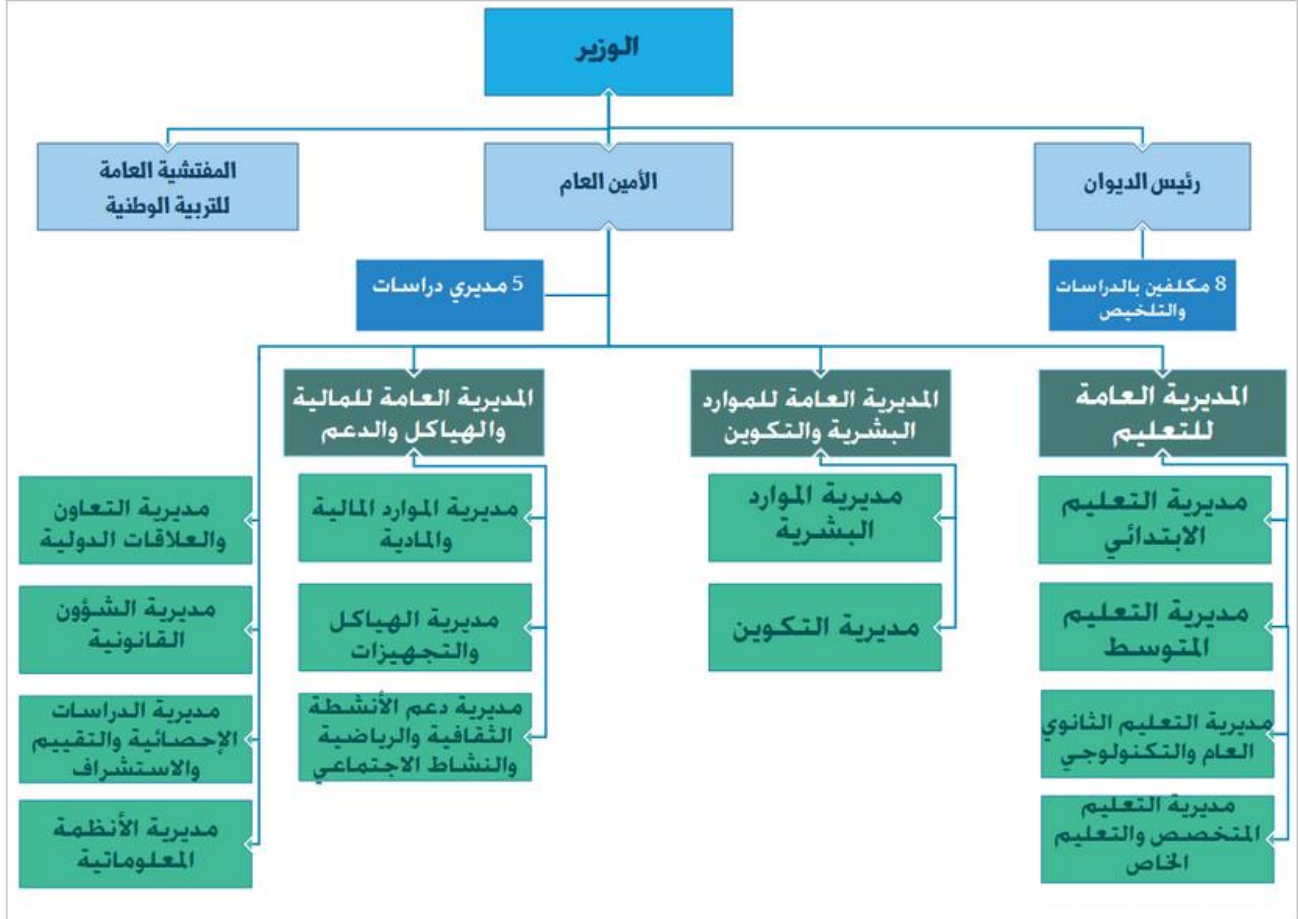 الوزير
رئيس الديوان
الأمين العام
المفتشية العامة
للتربية الوطنية
8 مكلفين بالدراسات
والتلخيص
5 مديري دراسات
المديرية العامة
للتعليم
المديرية العامة للموارد
البشرية والتكوين
المديرية العامة للمالية
والهياكل والدعم
مديرية التعليم
الابتدائي
مديرية التعليم
المتوسط
مديرية التعليم الثانوي
العام والتكنولوجي
مديرية التعليم
المتخصص والتعليم
الخاص
مديرية الموارد
البشرية
مديرية التكوين
مديرية الموارد المالية
والمادية
مديرية الهياكل
والتجهيزات
مديرية دعم الأنشطة
الثقافية والرياضية
والنشاط الاجتماعي
مديرية التعاون
والعلاقات الدولية
مديرية الشؤون
القانونية
مديرية الدراسات
الإحصائية والتقييم
والاستشراف
مديرية الأنظمة
المعلوماتية